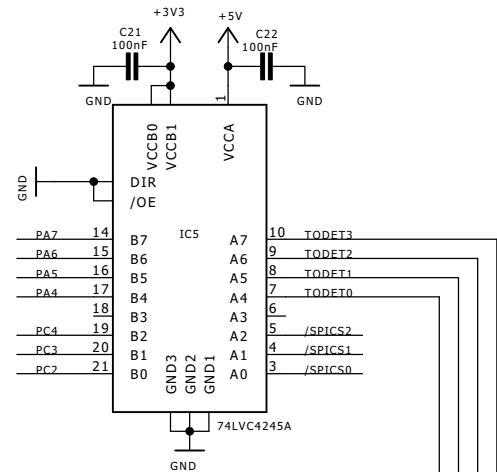 +3V3
+5V
C21
C22
100nF
100nF
GND
GND
1
VCCB0
VCCB1
VCCA
GND
DIR
/OE
IC5
PA7 14 B7 A7 10 TODET3
PA6 15 B6 A6 9 TODET2
PA5 16 B5 A5 8 TODET1
PA4 17 B4 A4 7 TODET0
18 B3 A3 6
PC4 19 B2 A2 5 /SPICS2
PC3 20 B1 A1 4 /SPICS1
PC2 21 B0 A0 3 /SPICS0
GND3
GND2
GND1
74LVC4245A
GND